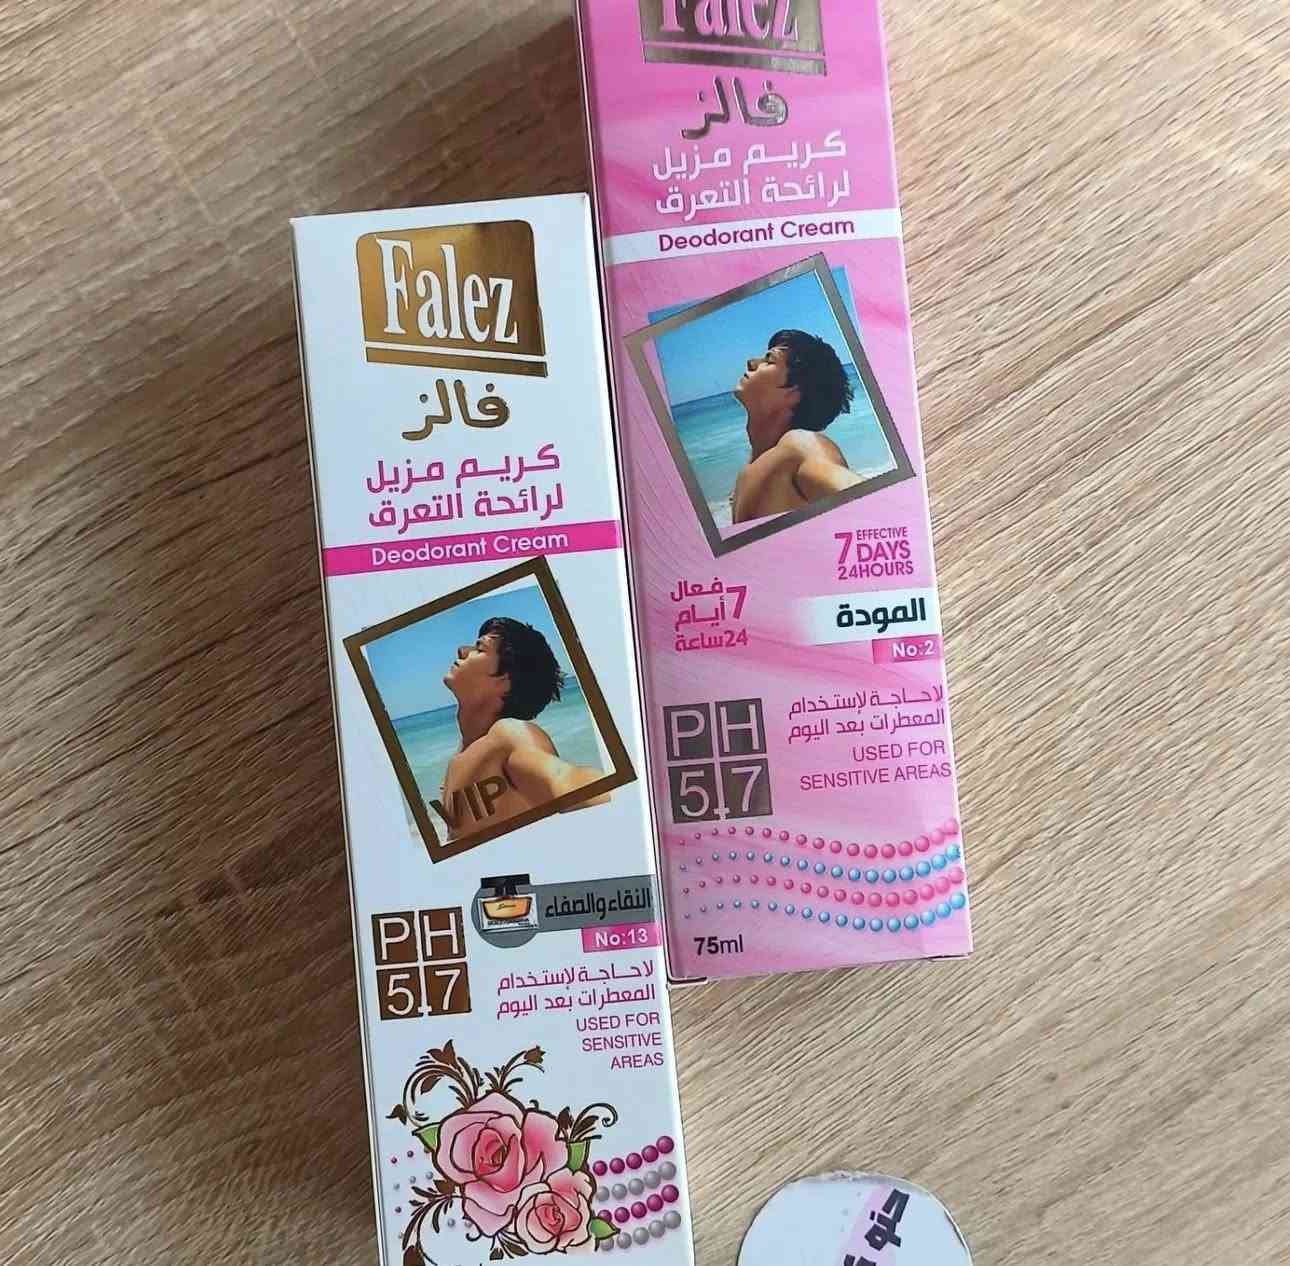 Falez
فالز
كريم مزيل
لرائحة التعرق
Deodorant Cream
VIP
النقاء والصفاء
No:13
PH
5.7
لاحاجة لإستخدام
المعطرات بعد اليوم
USED FOR
SENSITIVE
AREAS
Falez
فالز
كريم مزيل
لرائحة التعرق
Deodorant Cream
EFFECTIVE
7 DAYS
24HOURS
فعال
7 أيام
24ساعة
المودة
No:2
PH
5.7
لاحاجة لإستخدام
المعطرات بعد اليوم
USED FOR
SENSITIVE AREAS
75ml